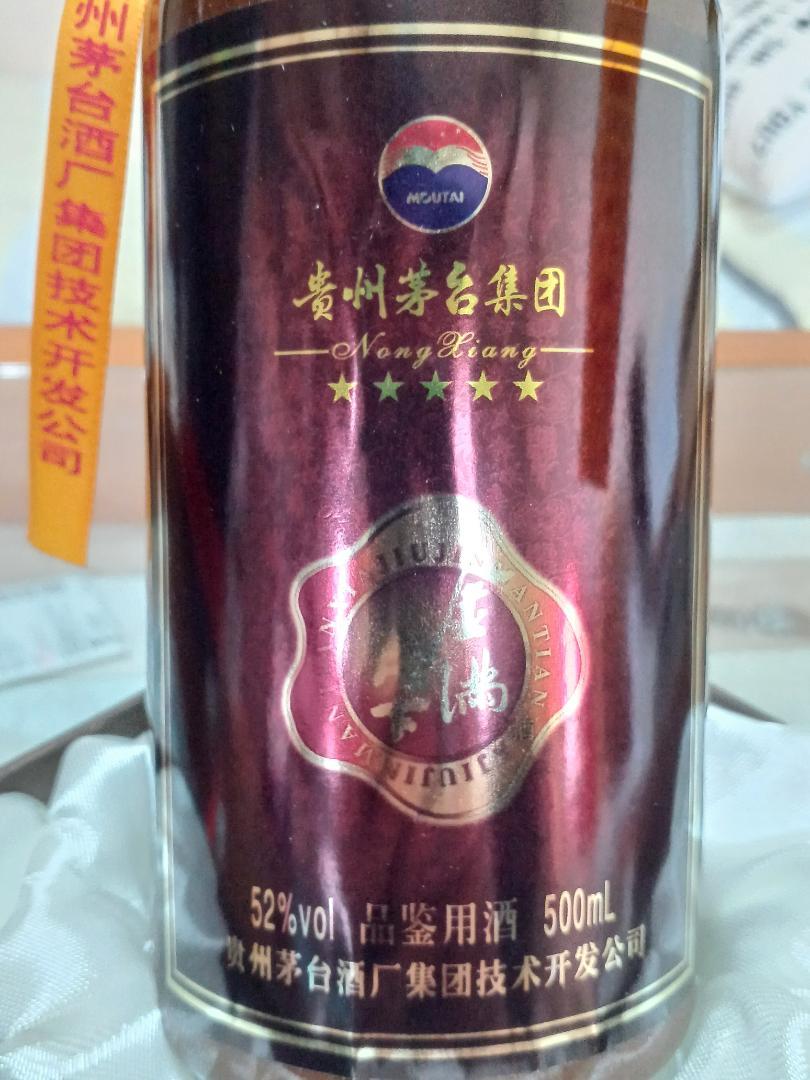 州茅台酒厂集团技术开发公司
MOUTAI
贵州茅台集团
NongXiang
满
52%vol 品鉴用酒 500mL
贵州茅台酒厂集团技术开发公司